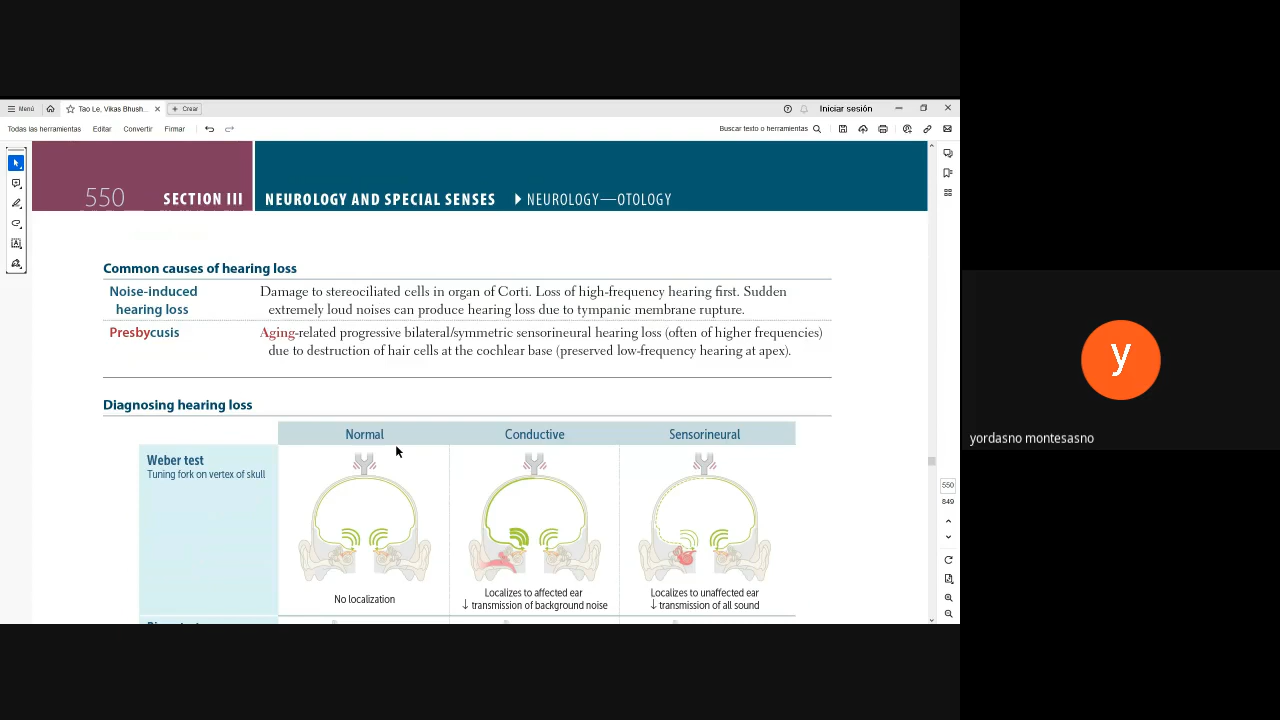 Menú
Tao Le, Vikas Bhush...
Crear
Iniciar sesión
Todas las herramientas
Editar
Convertir
Firmar
Buscar texto o herramientas
550
SECTION III
NEUROLOGY AND SPECIAL SENSES
NEUROLOGY—OTOLOGY
Common causes of hearing loss
Noise-induced
hearing loss
Damage to stereociliated cells in organ of Corti. Loss of high-frequency hearing first. Sudden
extremely loud noises can produce hearing loss due to tympanic membrane rupture.
Presbycusis
Aging-related progressive bilateral/symmetric sensorineural hearing loss (often of higher frequencies)
due to destruction of hair cells at the cochlear base (preserved low-frequency hearing at apex).
Diagnosing hearing loss
Normal
Conductive
Sensorineural
Weber test
Tuning fork on vertex of skull
No localization
Localizes to affected ear
↓ transmission of background noise
Localizes to unaffected ear
↓ transmission of all sound
550
849
y
yordasno montesasno